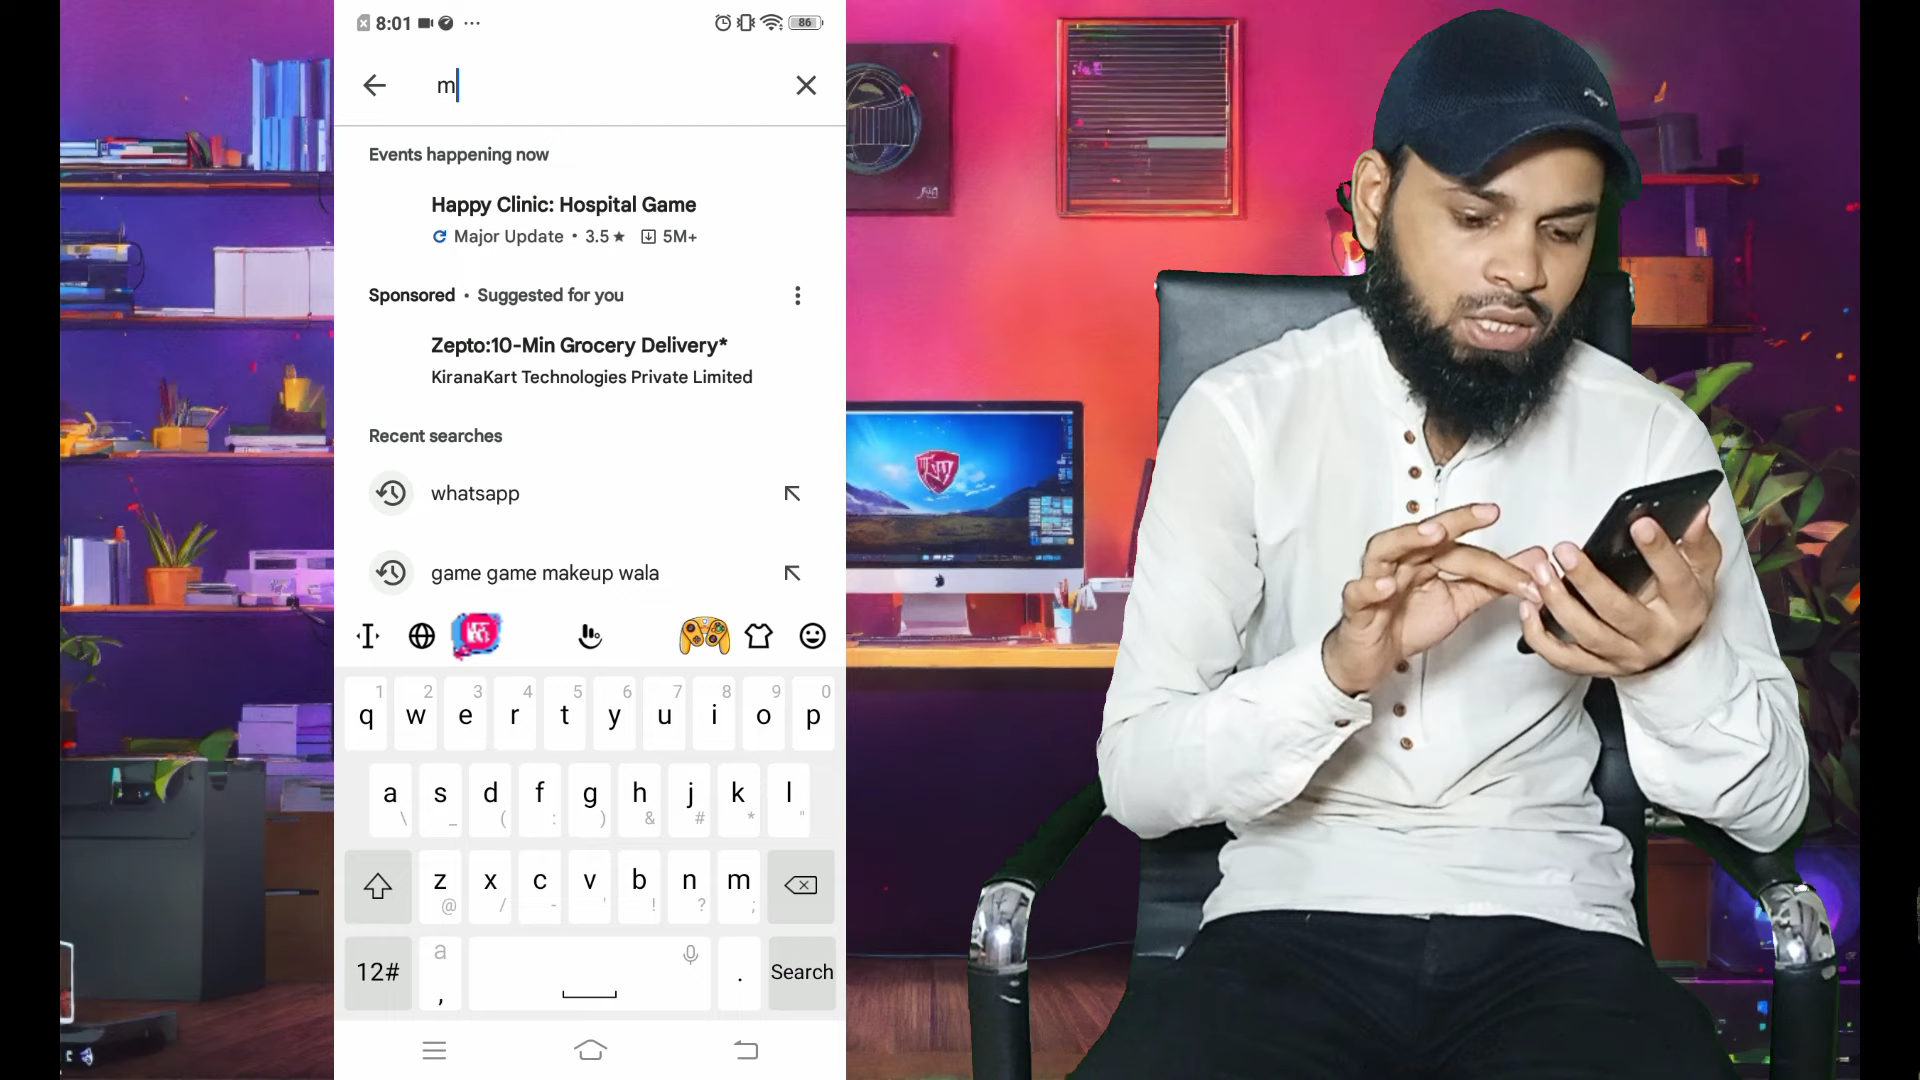 8:01
86
m
Events happening now
Happy Clinic: Hospital Game
Major Update • 3.5★ 5M+
Sponsored • Suggested for you
Zepto:10-Min Grocery Delivery*
KiranaKart Technologies Private Limited
Recent searches
whatsapp
game game makeup wala
1 2 3 4 5 6 7 8 9 0
q w e r t y u i o p
a s d f g h j k l
\ _ ( : ) & # * "
z x c v b n m
@ / - ' ! ? ;
12# a , . Search